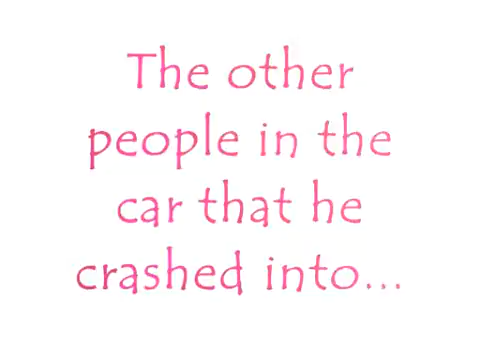 The other
people in the
car that he
crashed into...